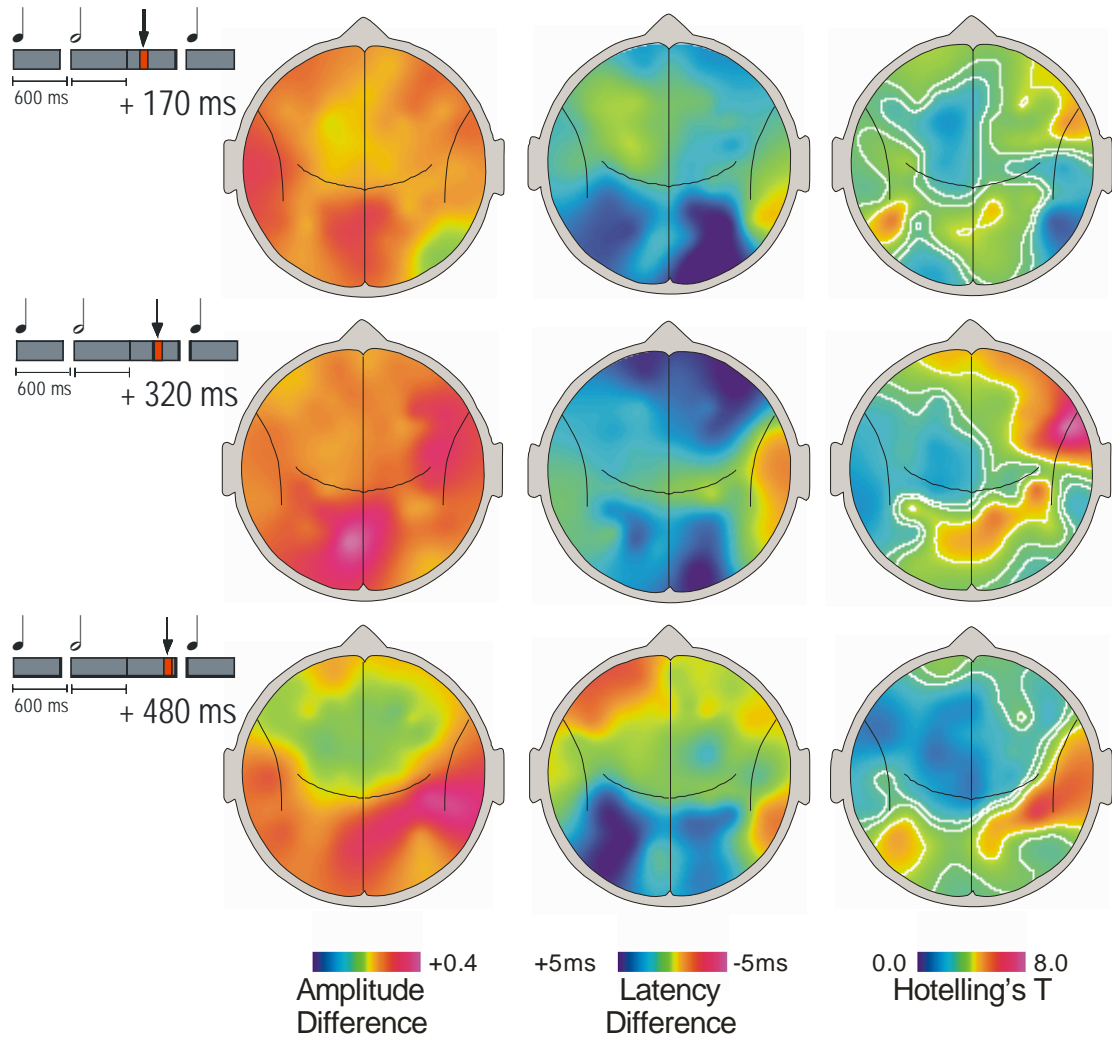 600 ms
+ 170 ms
600 ms
+ 320 ms
600 ms
+ 480 ms
+0.4
Amplitude
Difference
+5ms
-5ms
Latency
Difference
0.0
8.0
Hotelling's T